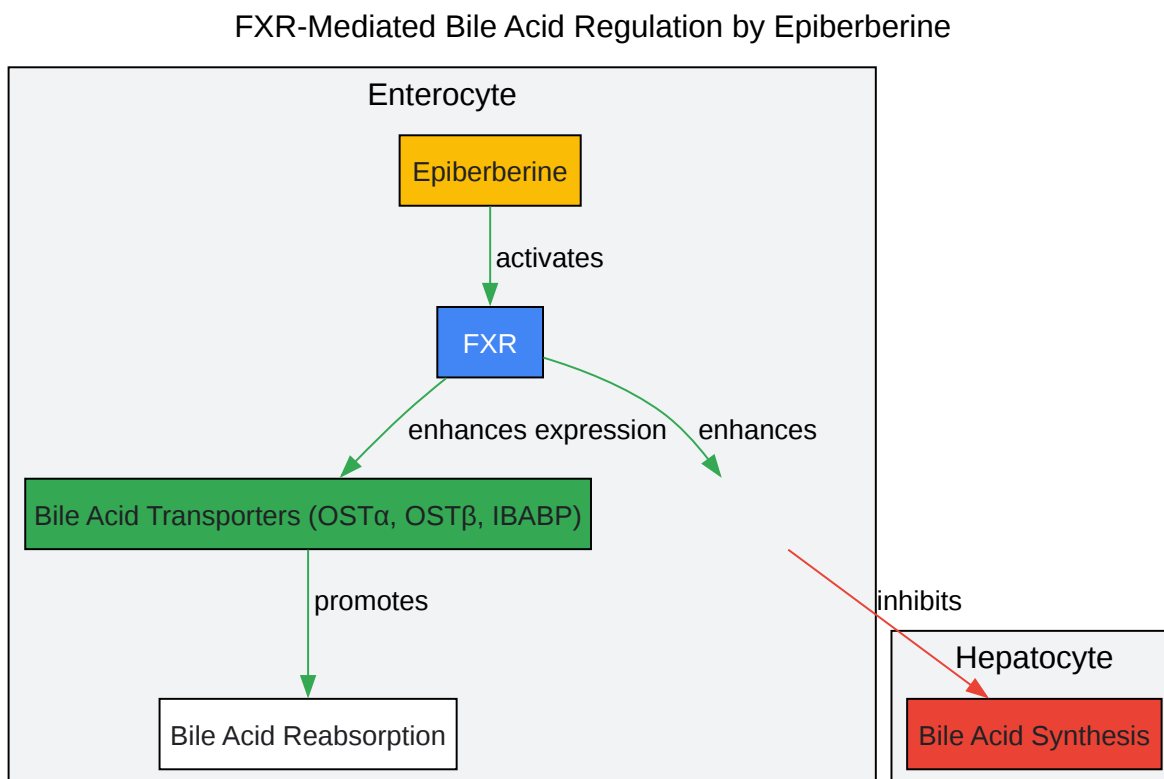 FXR-Mediated Bile Acid Regulation by Epiberberine
Enterocyte
Epiberberine
activates
FXR
enhances expression
enhances
Bile Acid Transporters (OSTα, OSTβ, IBABP)
promotes
inhibits
Hepatocyte
Bile Acid Reabsorption
Bile Acid Synthesis